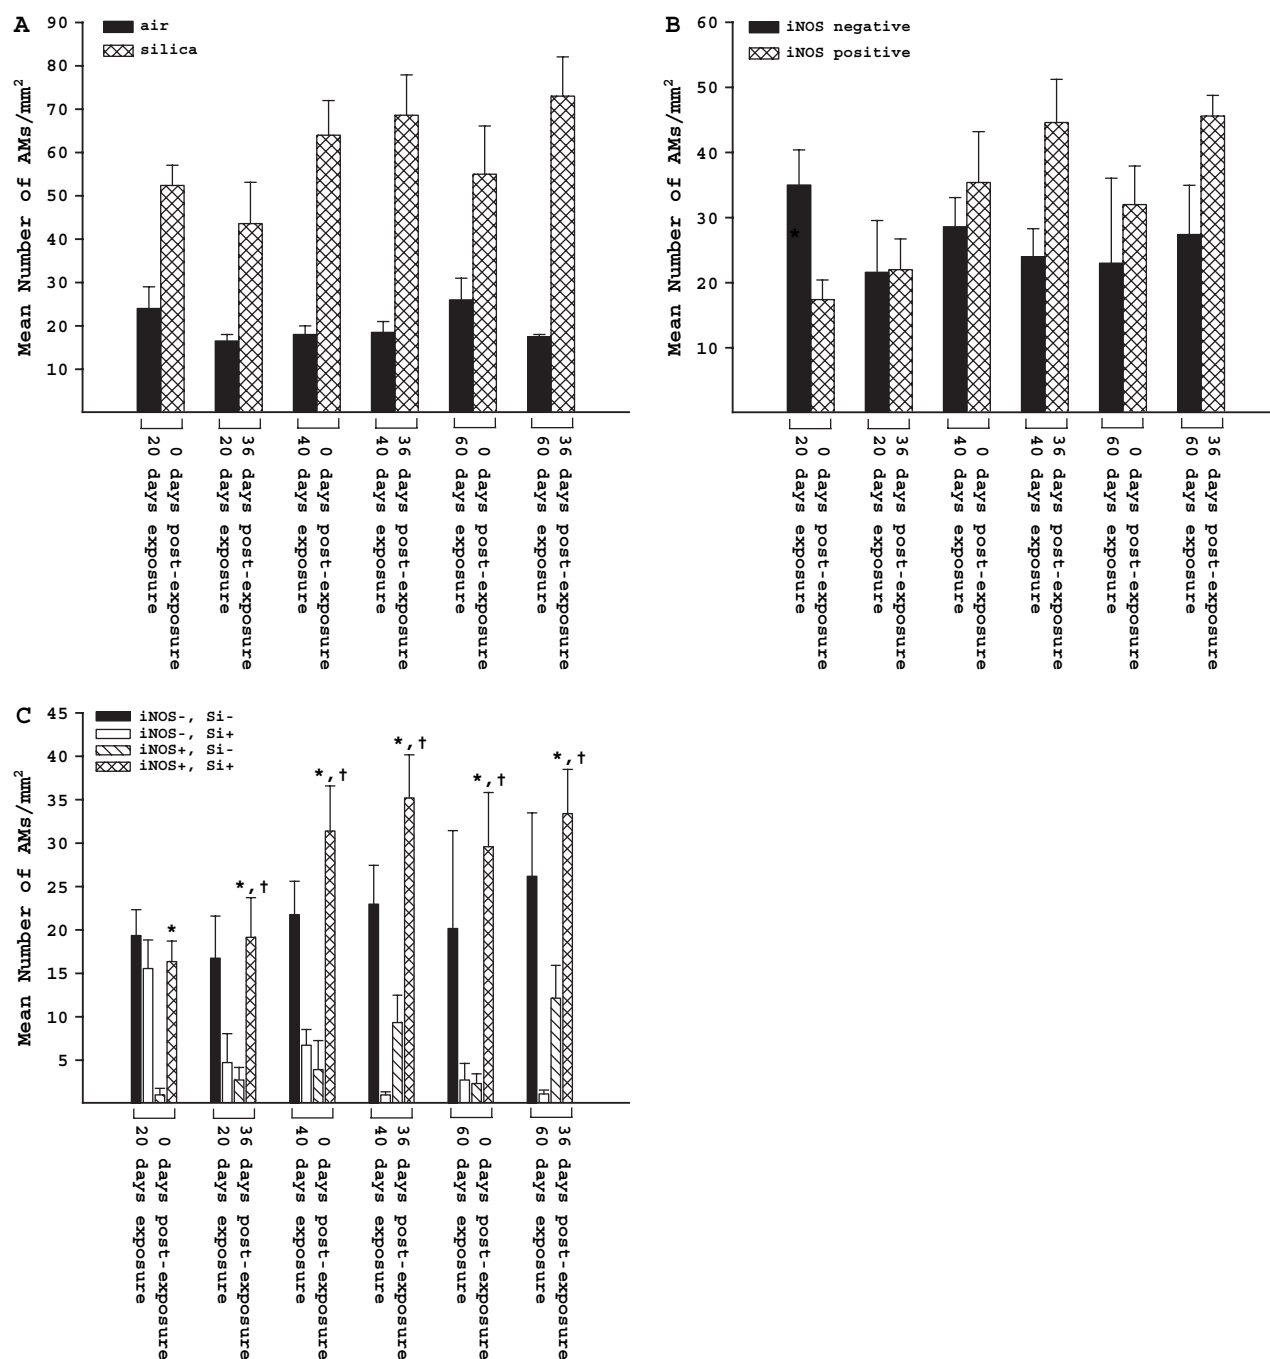 A
air
silica
Mean Number of AMs/mm²
90
80
70
60
50
40
30
20
10
20 days exposure
0 days post-exposure
20 days exposure
36 days post-exposure
40 days exposure
0 days post-exposure
40 days exposure
36 days post-exposure
60 days exposure
0 days post-exposure
60 days exposure
36 days post-exposure
B
iNOS negative
iNOS positive
Mean Number of AMs/mm²
60
50
40
30
20
10
*
20 days exposure
0 days post-exposure
20 days exposure
36 days post-exposure
40 days exposure
0 days post-exposure
40 days exposure
36 days post-exposure
60 days exposure
0 days post-exposure
60 days exposure
36 days post-exposure
C
iNOS-, Si-
iNOS-, Si+
iNOS+, Si-
iNOS+, Si+
Mean Number of AMs/mm²
45
40
35
30
25
20
15
10
5
*
*,†
*,†
*,†
*,†
*,†
20 days exposure
0 days post-exposure
20 days exposure
36 days post-exposure
40 days exposure
0 days post-exposure
40 days exposure
36 days post-exposure
60 days exposure
0 days post-exposure
60 days exposure
36 days post-exposure